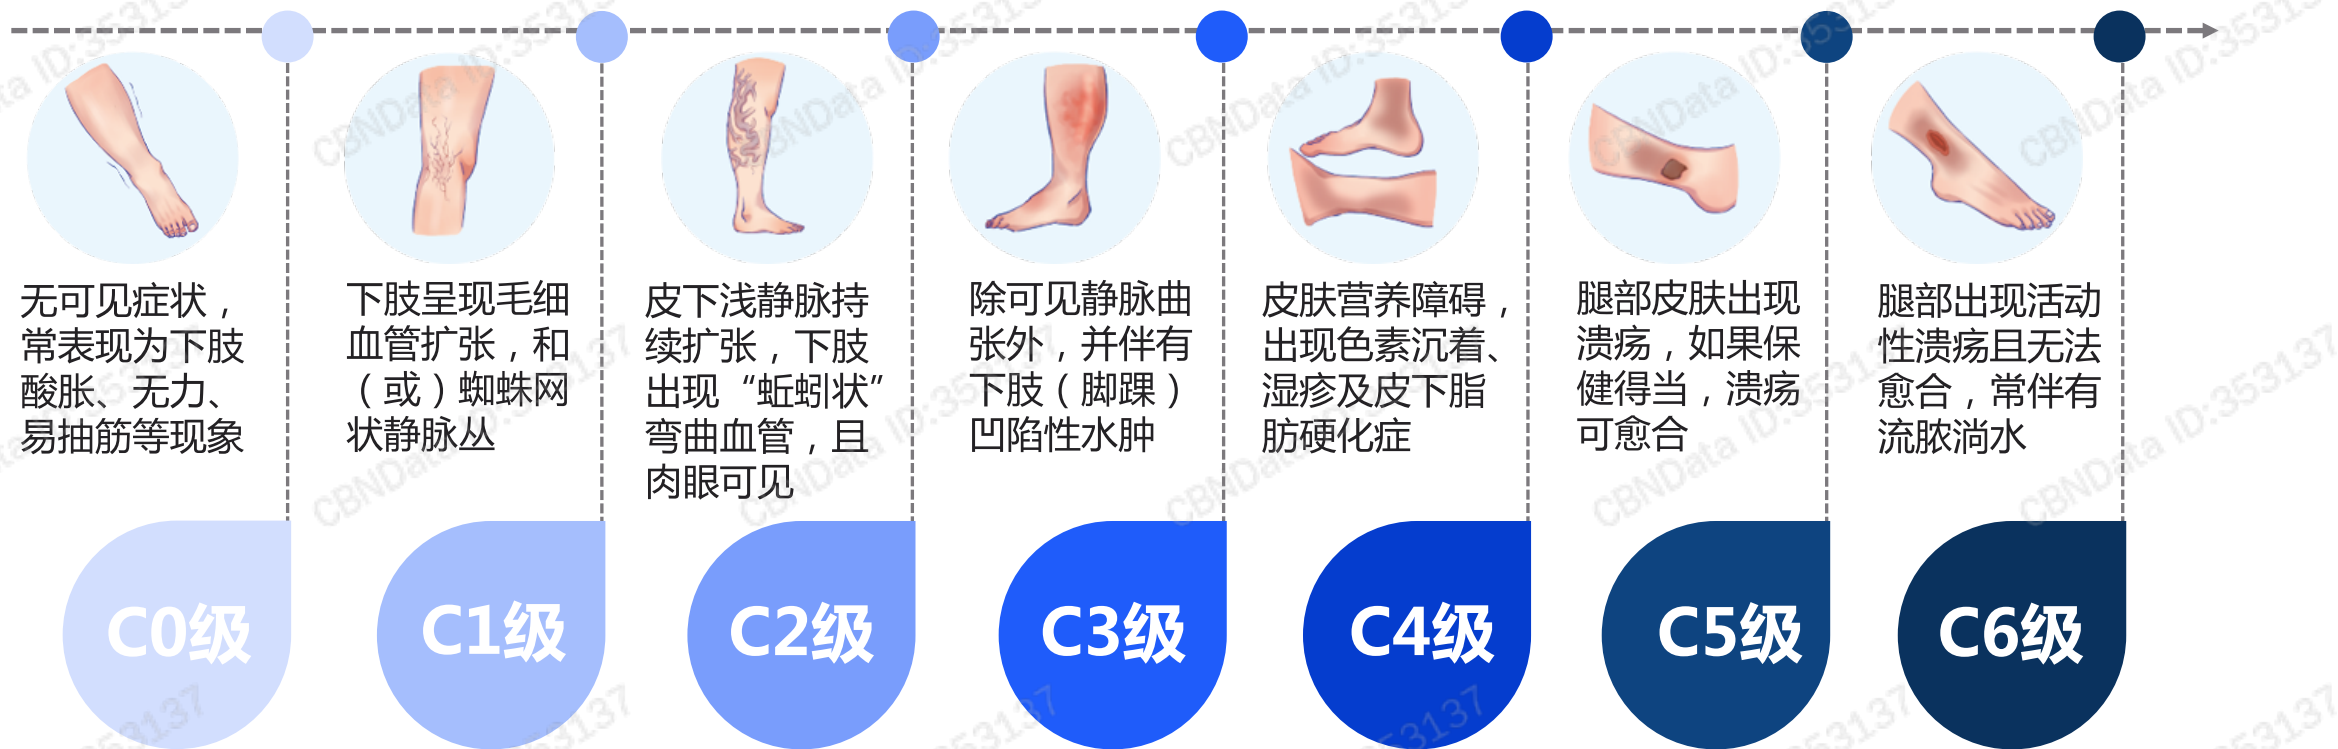 无可见症状，
常表现为下肢
酸胀、无力、
易抽筋等现象
下肢呈现毛细
血管扩张，和
（或）蜘蛛网
状静脉丛
皮下浅静脉持
续扩张，下肢
出现“蚯蚓状”
弯曲血管，且
肉眼可见
除可见静脉曲
张外，并伴有
下肢（脚踝）
凹陷性水肿
皮肤营养障碍，
出现色素沉着、
湿疹及皮下脂
肪硬化症
腿部皮肤出现
溃疡，如果保
健得当，溃疡
可愈合
腿部出现活动
性溃疡且无法
愈合，常伴有
流脓淌水
C0级
C1级
C2级
C3级
C4级
C5级
C6级
CBNData ID:353137